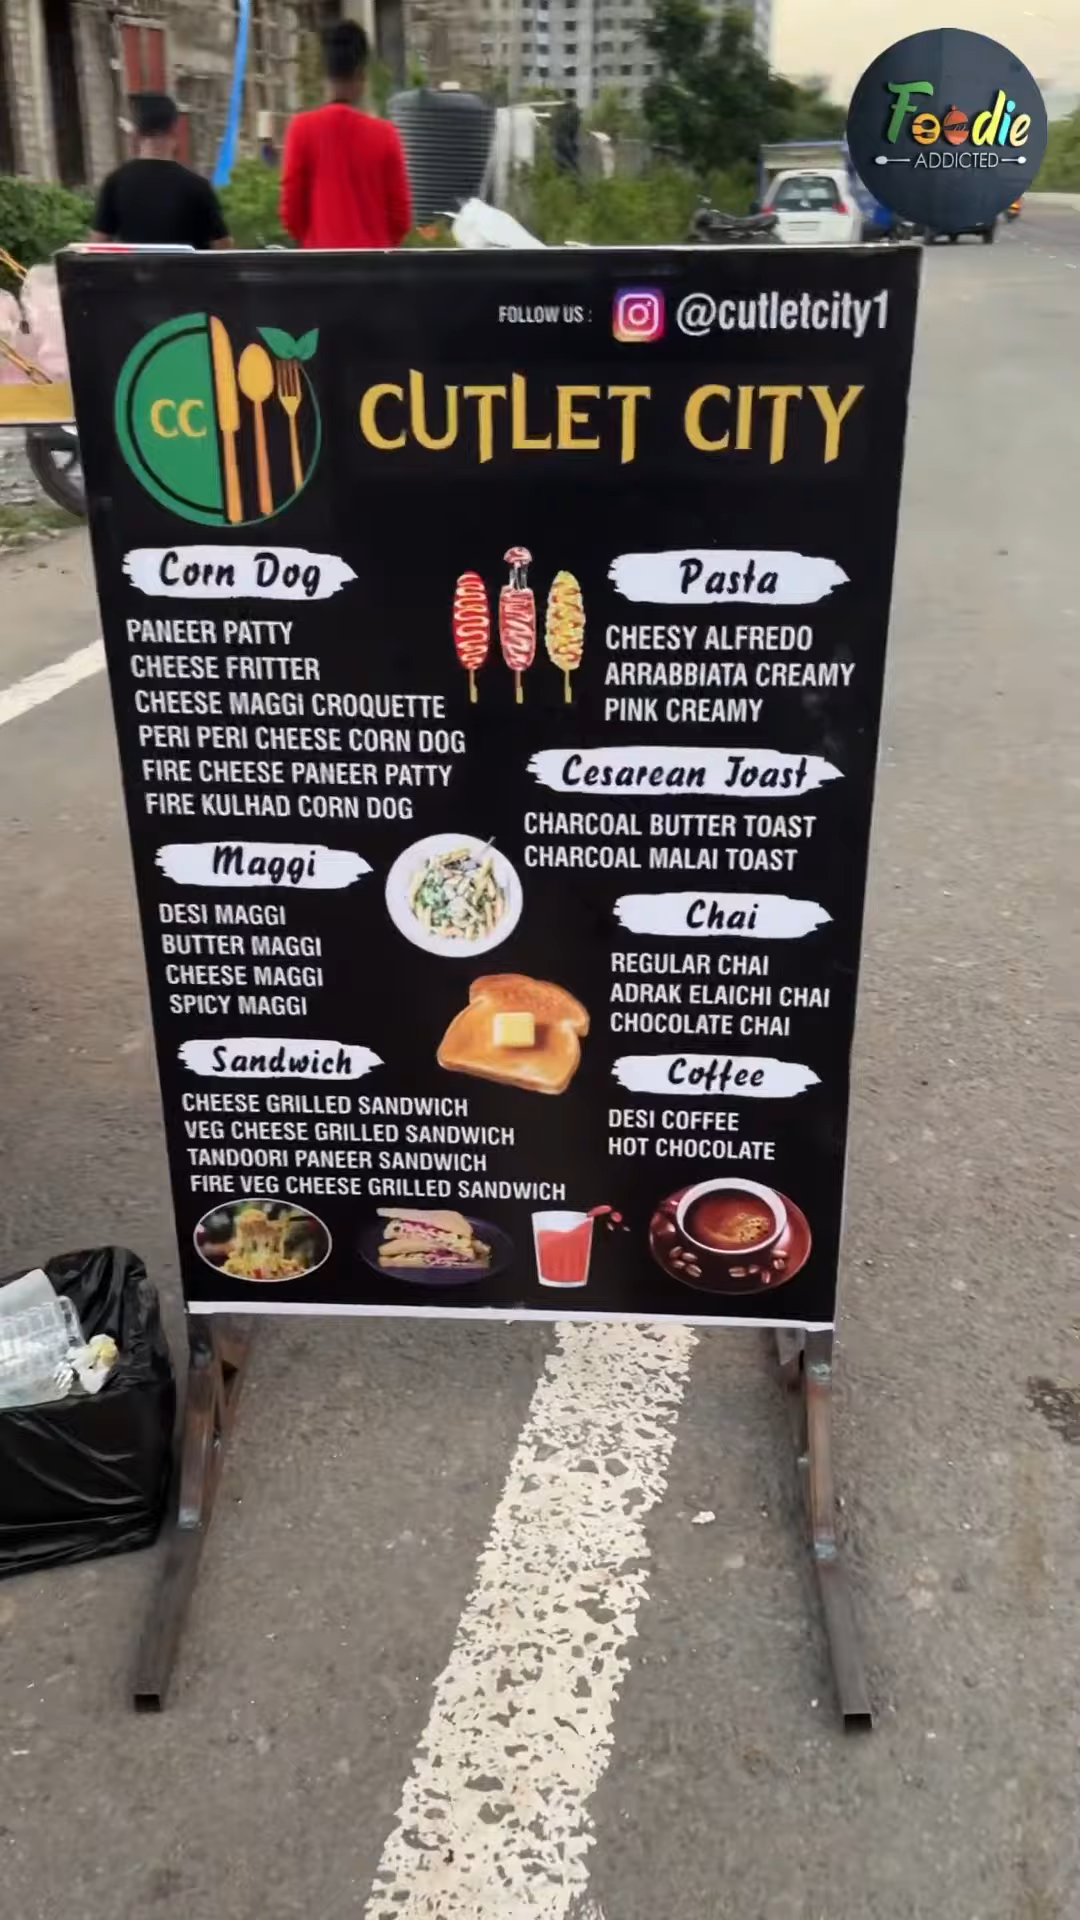 Foodie
ADDICTED
FOLLOW US : @cutletcity1
CC
CUTLET CITY
Corn Dog
PANEER PATTY
CHEESE FRITTER
CHEESE MAGGI CROQUETTE
PERI PERI CHEESE CORN DOG
FIRE CHEESE PANEER PATTY
FIRE KULHAD CORN DOG
Maggi
DESI MAGGI
BUTTER MAGGI
CHEESE MAGGI
SPICY MAGGI
Sandwich
CHEESE GRILLED SANDWICH
VEG CHEESE GRILLED SANDWICH
TANDOORI PANEER SANDWICH
FIRE VEG CHEESE GRILLED SANDWICH
Pasta
CHEESY ALFREDO
ARRABBIATA CREAMY
PINK CREAMY
Cesarean Toast
CHARCOAL BUTTER TOAST
CHARCOAL MALAI TOAST
Chai
REGULAR CHAI
ADRAK ELAICHI CHAI
CHOCOLATE CHAI
Coffee
DESI COFFEE
HOT CHOCOLATE